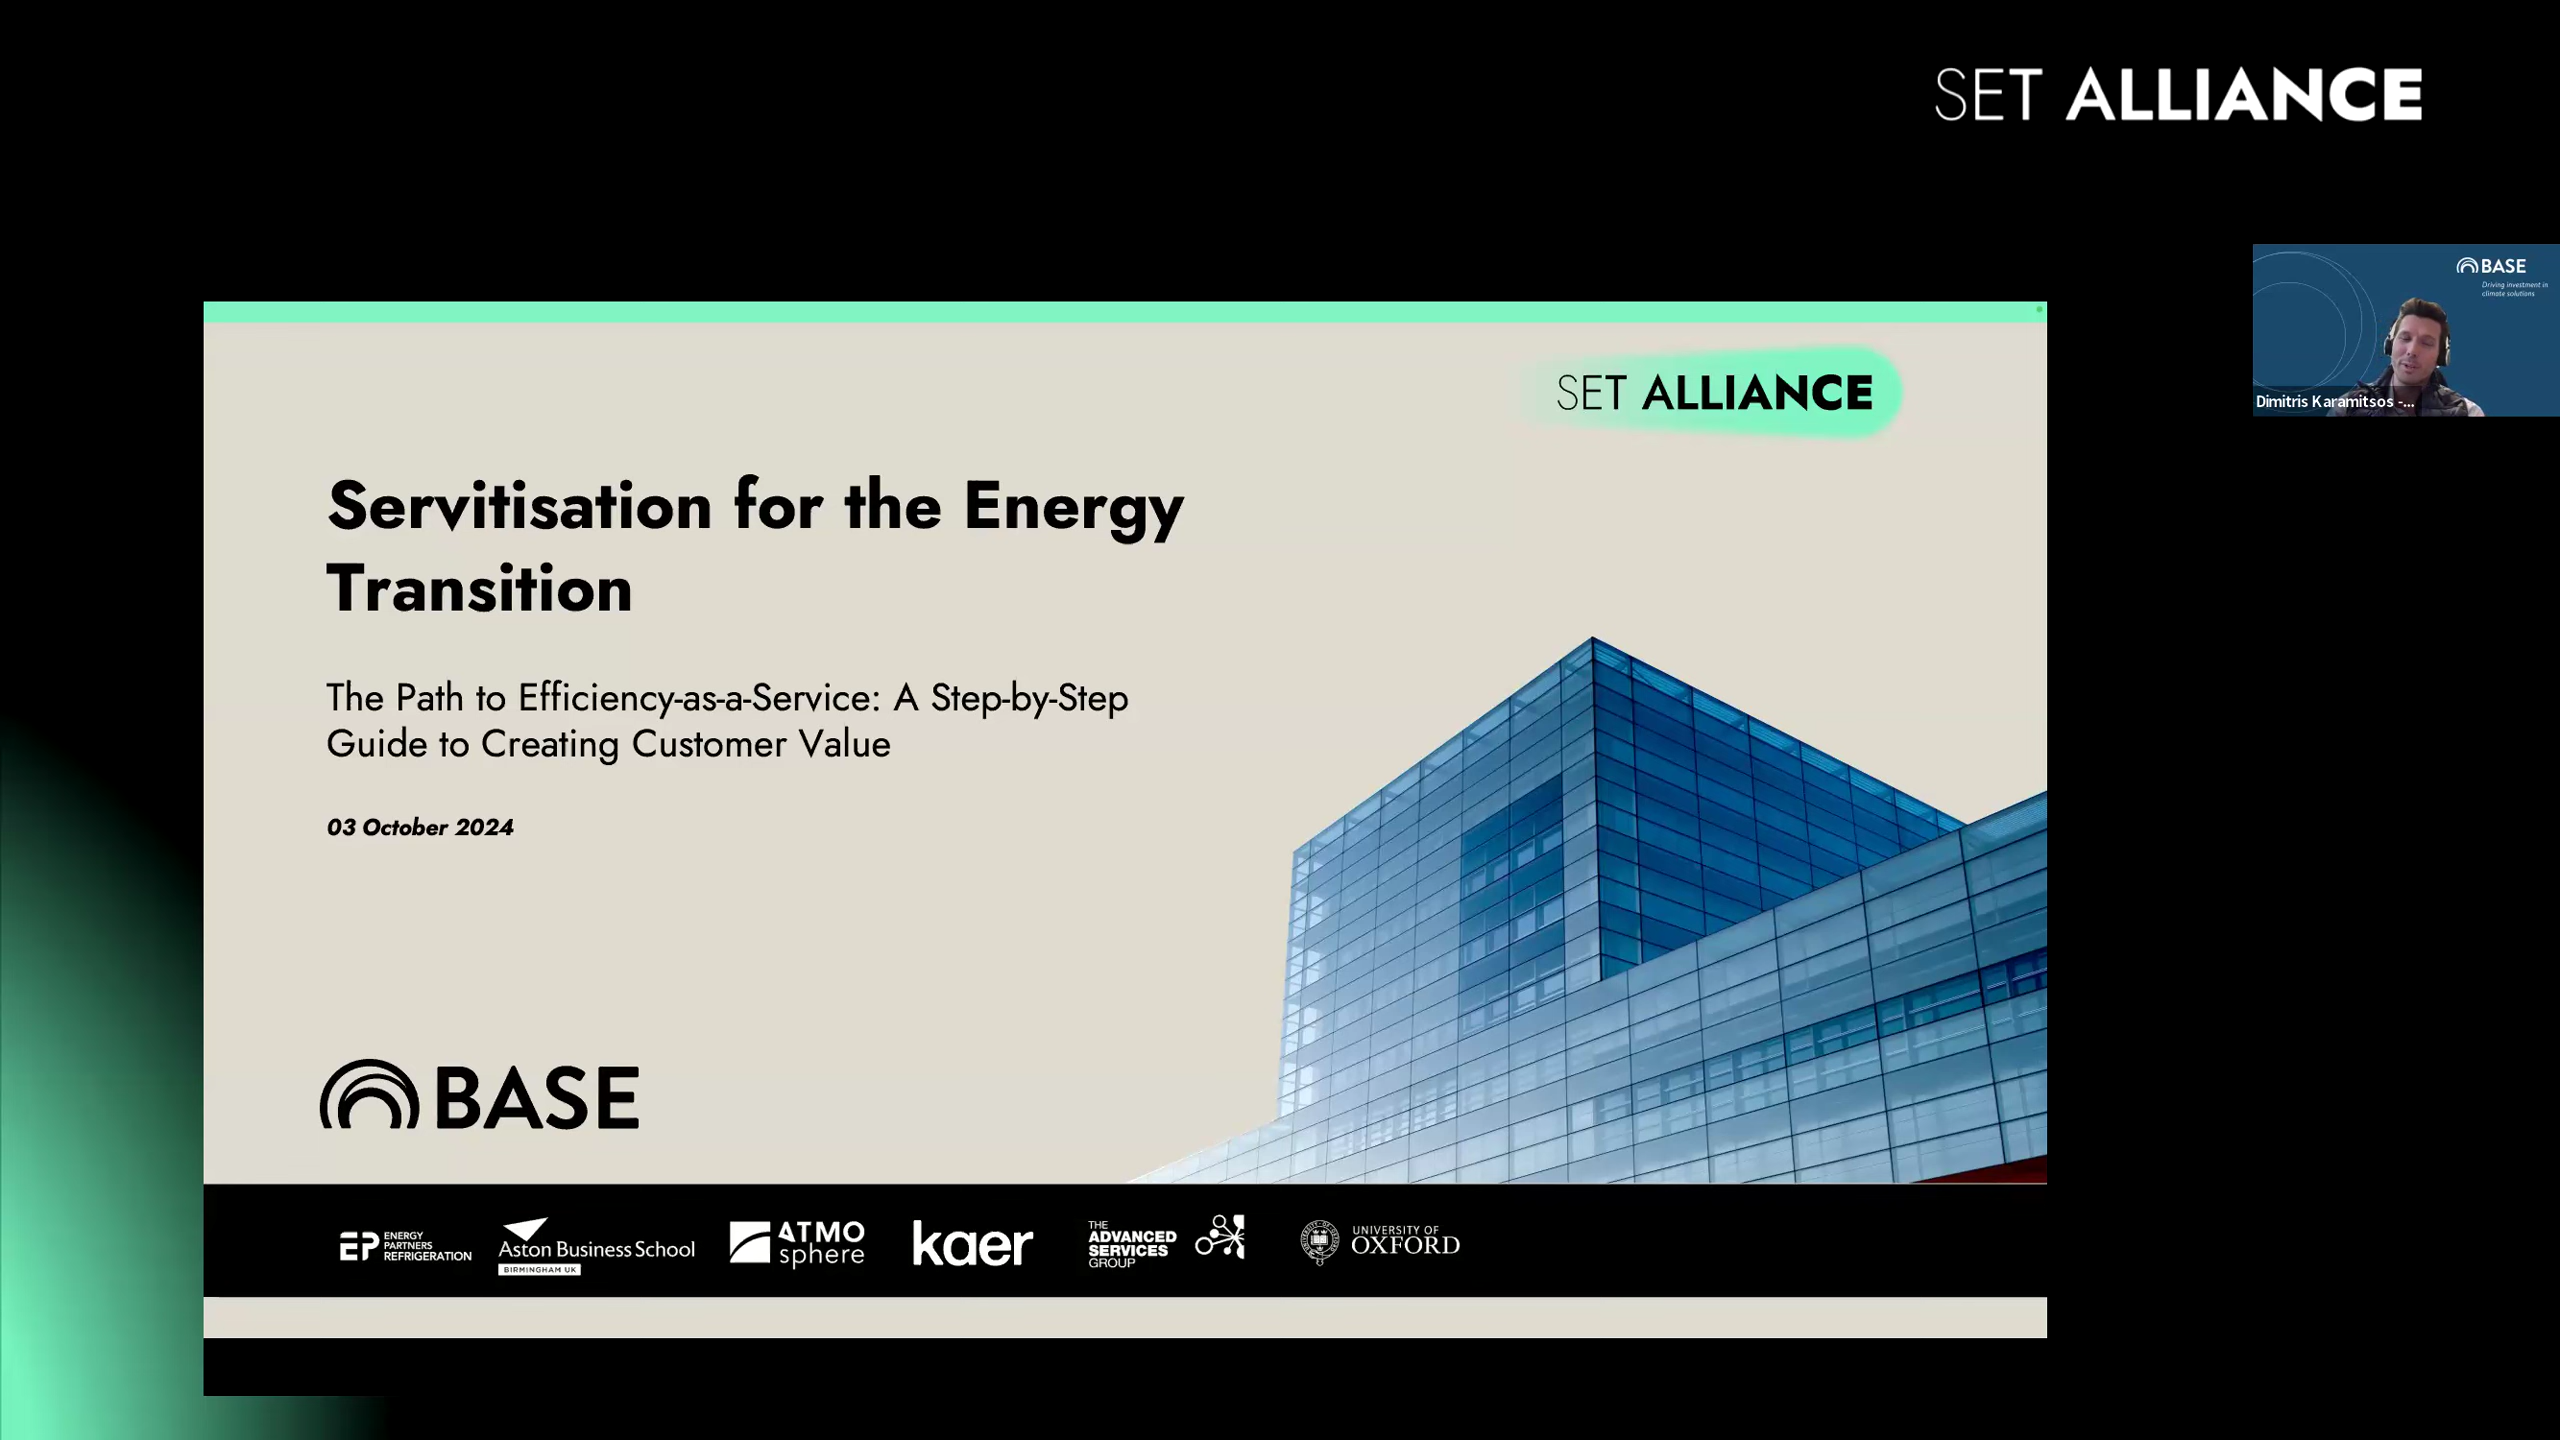 SET ALLIANCE
BASE
Driving investment in
climate solutions
Dimitris Karamitsos -...
SET ALLIANCE
Servitisation for the Energy
Transition
The Path to Efficiency-as-a-Service: A Step-by-Step
Guide to Creating Customer Value
03 October 2024
BASE
EP ENERGY
PARTNERS
REFRIGERATION
Aston Business School
BIRMINGHAM UK
ATMO
sphere
kaer
THE
ADVANCED
SERVICES
GROUP
UNIVERSITY OF
OXFORD